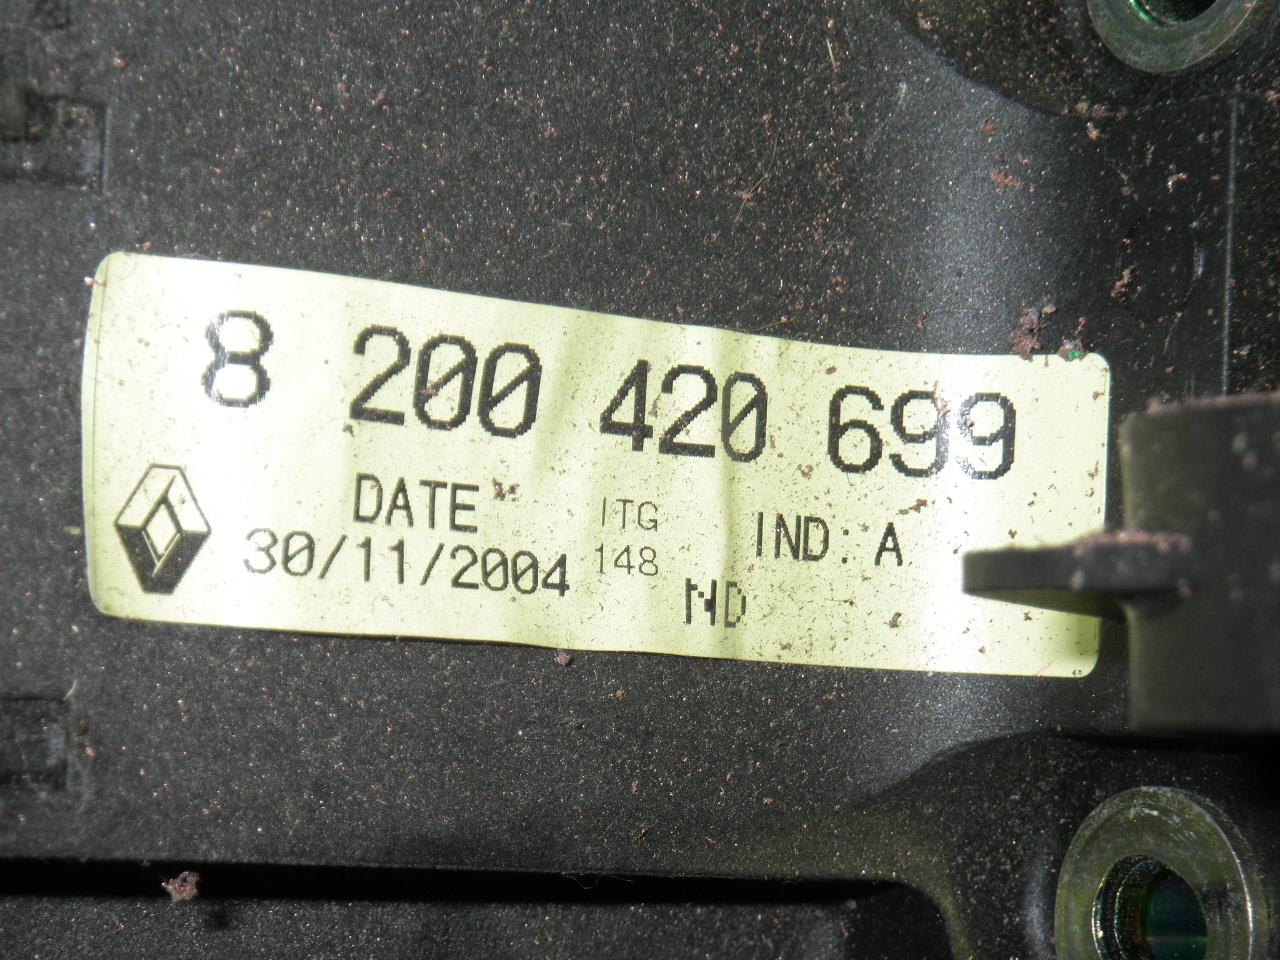 8 200 420 699
DATE ITG IND: A
30/11/2004 148
ND